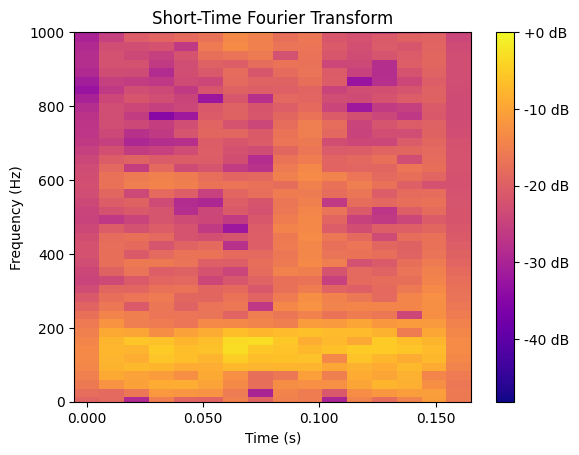 Short-Time Fourier Transform
1000
800
600
400
200
0
Frequency (Hz)
0.000
0.050
0.100
0.150
Time (s)
+0 dB
-10 dB
-20 dB
-30 dB
-40 dB